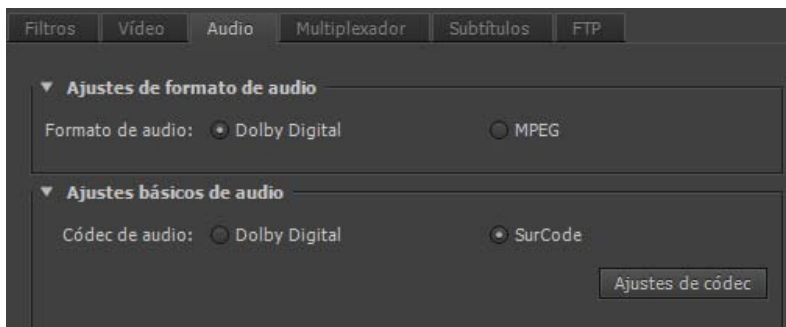 Filtros Vídeo Audio Multiplexador Subtítulos FTP
Ajustes de formato de audio
Formato de audio: Dolby Digital MPEG
Ajustes básicos de audio
Códec de audio: Dolby Digital SurCode
Ajustes de códec